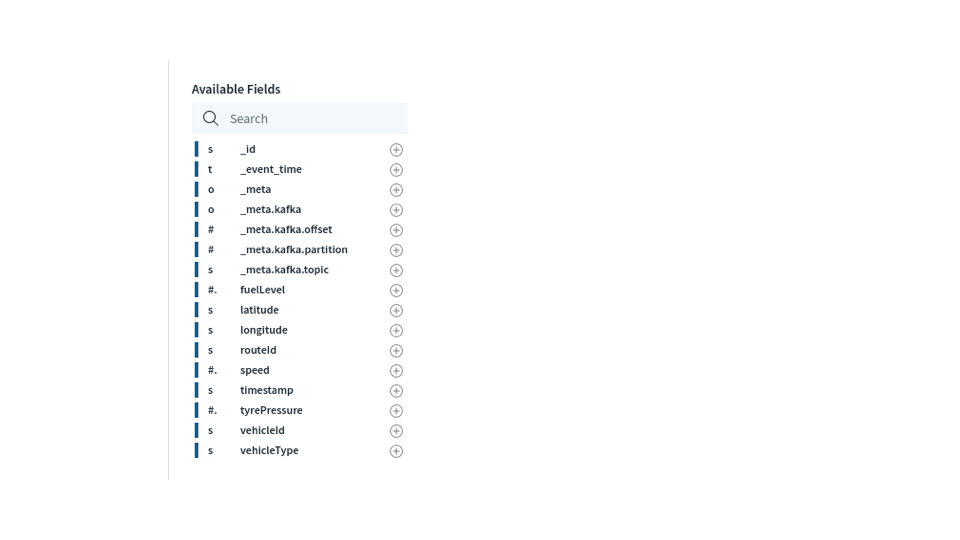 Available Fields
Search
s _id
t _event_time
o _meta
o _meta.kafka
# _meta.kafka.offset
# _meta.kafka.partition
s _meta.kafka.topic
#. fuelLevel
s latitude
s longitude
s routeId
#. speed
s timestamp
#. tyrePressure
s vehicleId
s vehicleType